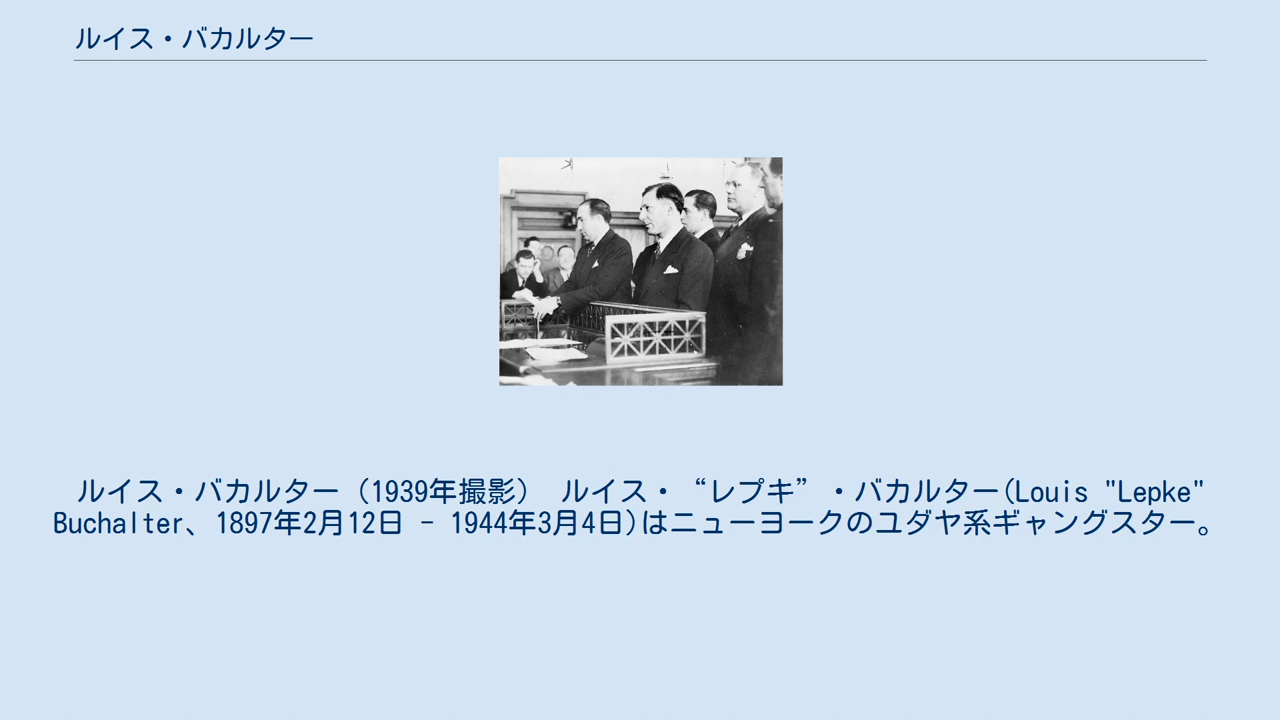 ルイス・バカルター
ルイス・バカルター（1939年撮影） ルイス・“レプキ”・バカルター(Louis "Lepke"
Buchalter、1897年2月12日 - 1944年3月4日)はニューヨークのユダヤ系ギャングスター。